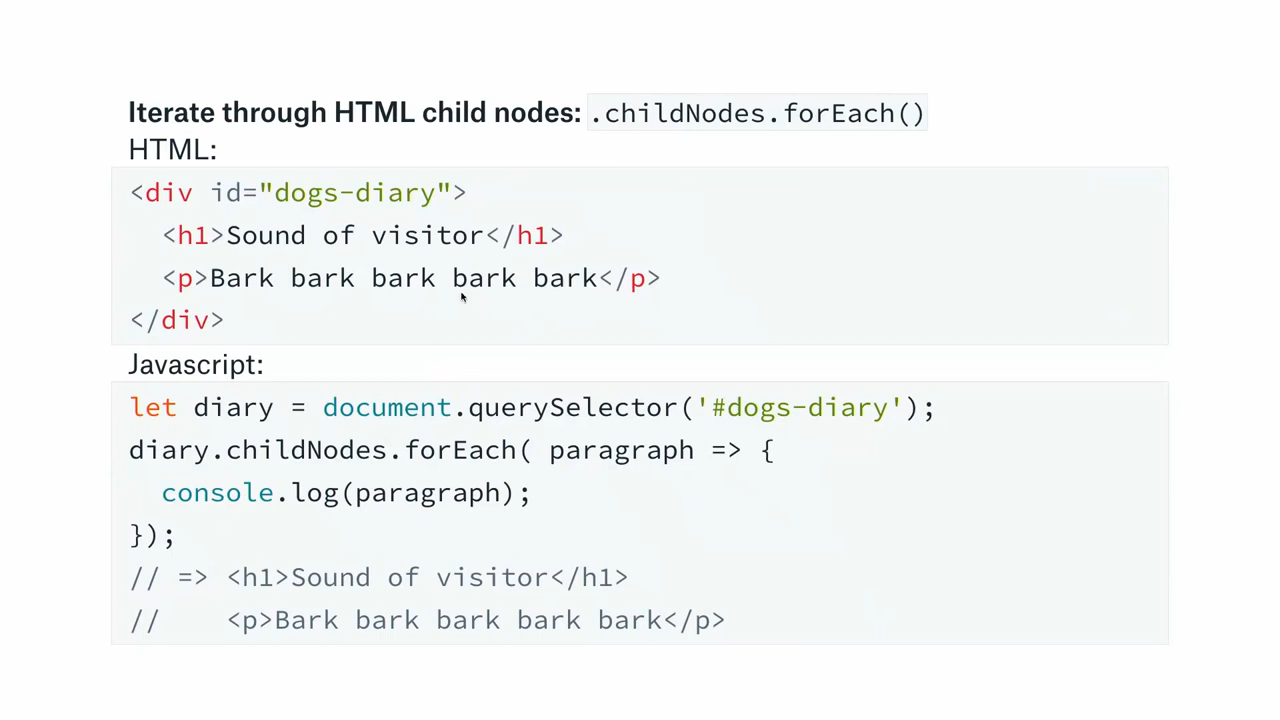 Iterate through HTML child nodes: .childNodes.forEach()
HTML:
<div id="dogs-diary">
  <h1>Sound of visitor</h1>
  <p>Bark bark bark bark bark</p>
</div>
Javascript:
let diary = document.querySelector('#dogs-diary');
diary.childNodes.forEach( paragraph => {
  console.log(paragraph);
});
// => <h1>Sound of visitor</h1>
//    <p>Bark bark bark bark bark</p>